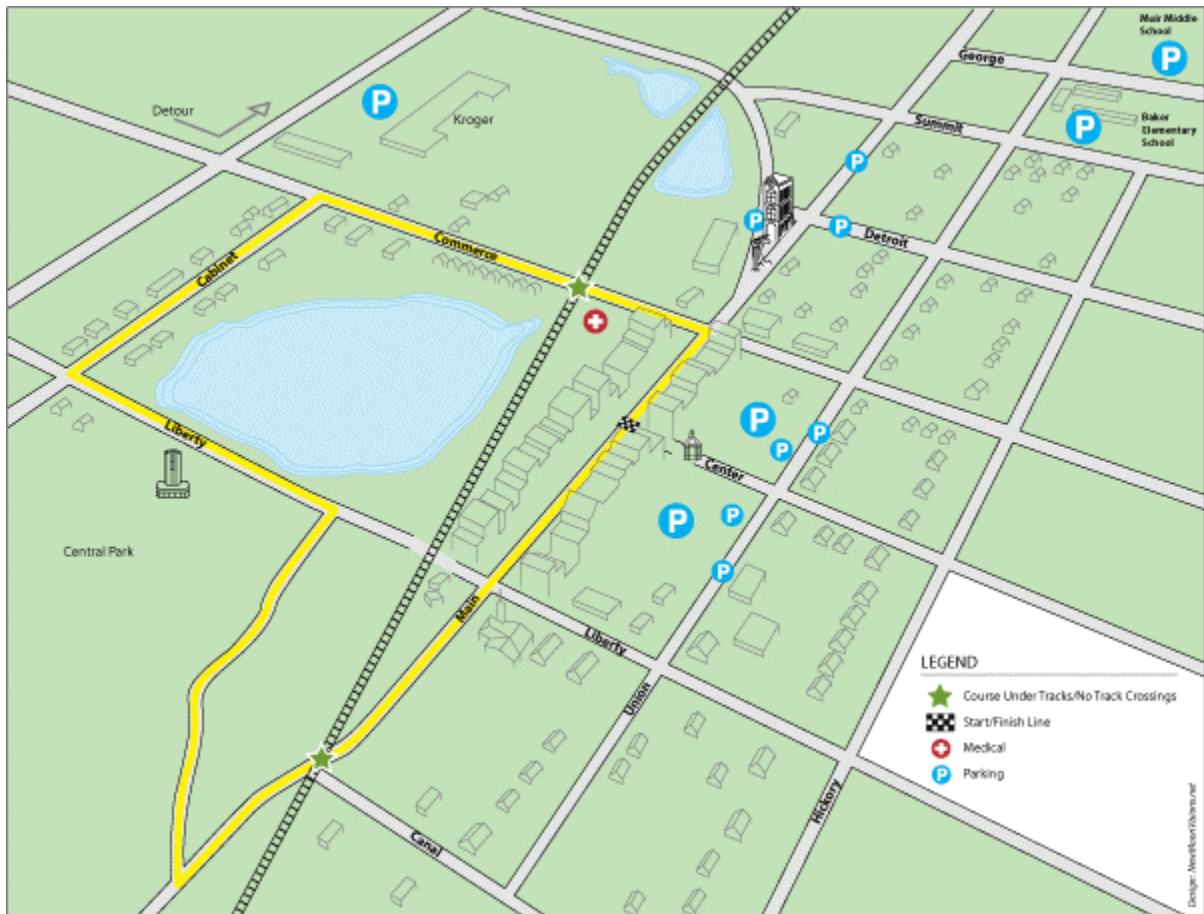 Muir Middle
School
P
George
Detour
P
Kroger
P
Baker
Elementary
School
Summit
P
P
P
Detroit
Commerce
Cabinet
P
P
P
Liberty
Center
P
P
Central Park
P
Main
Liberty
Union
LEGEND
Course Under Tracks/No Track Crossings
Start/Finish Line
Medical
P
Parking
Hickory
Canal